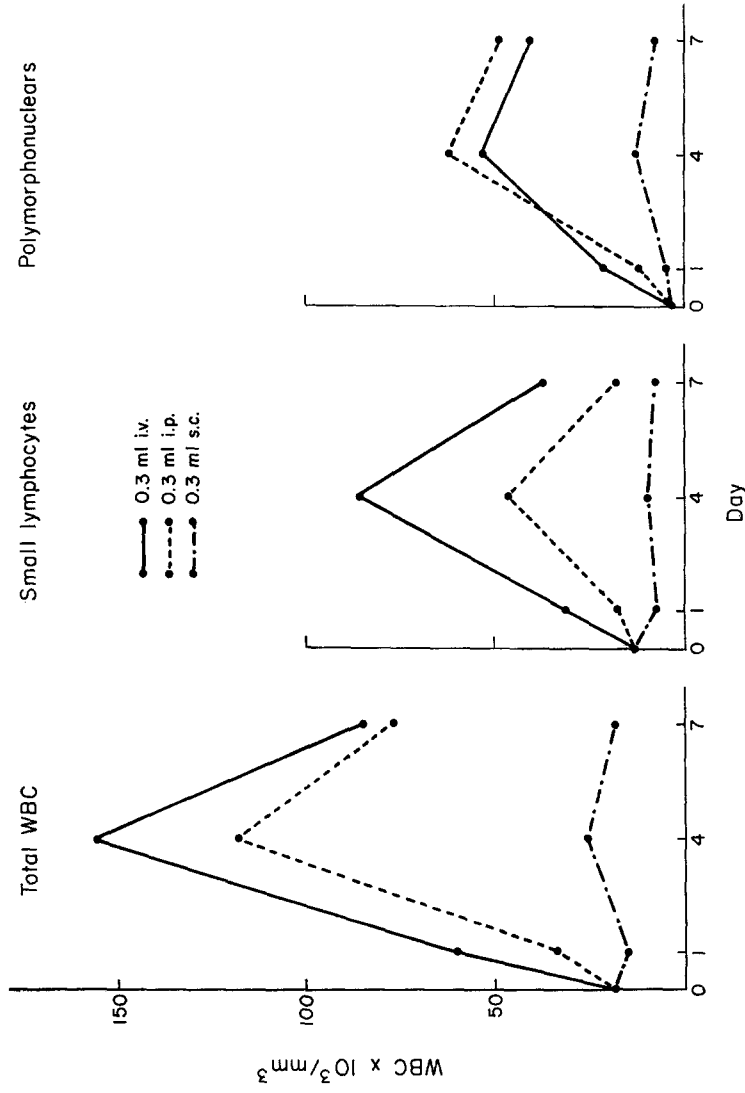 Total WBC
Small lymphocytes
Polymorphonuclears
0.3 ml i.v.
0.3 ml i.p.
0.3 ml s.c.
WBC x 10³/mm³
150
100
50
0 1 4 7
0 1 4 7
0 1 4 7
Day